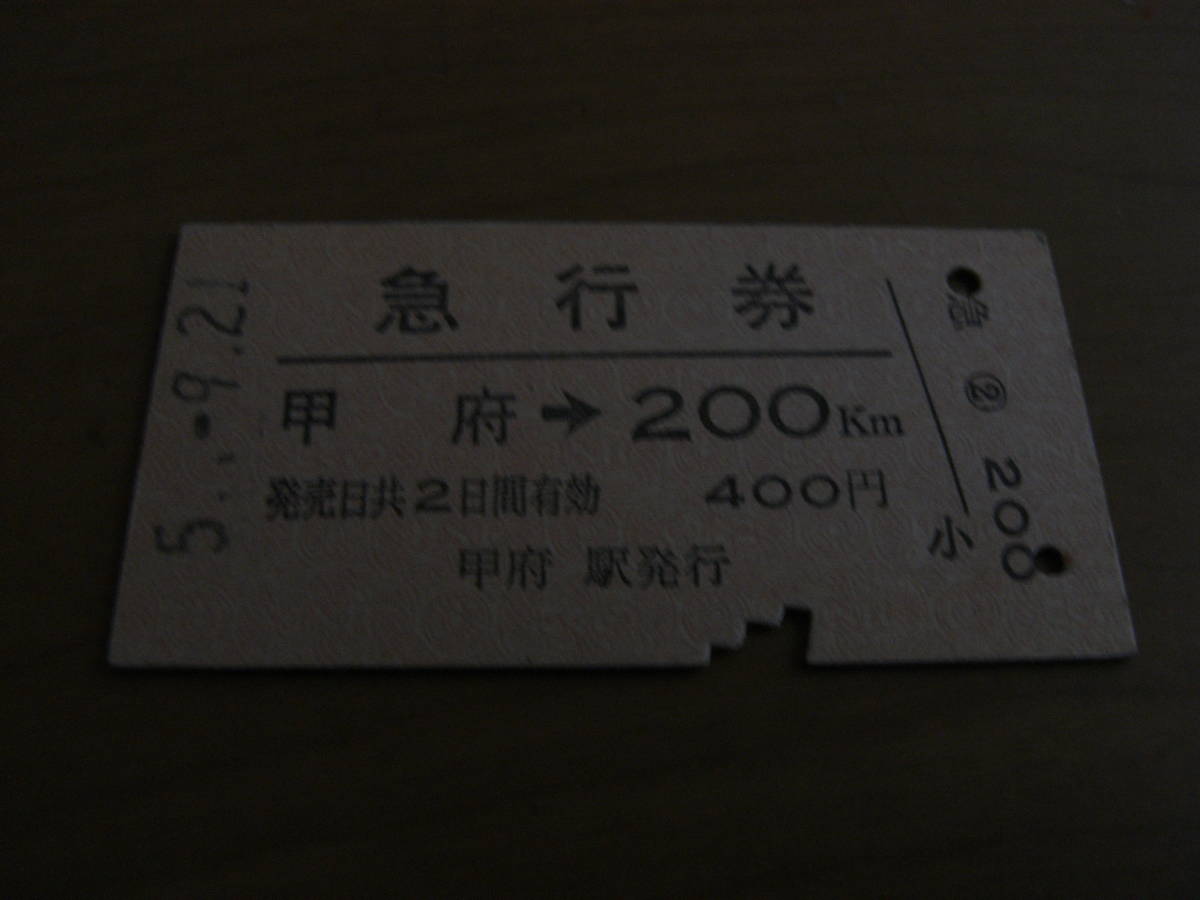 急行券
甲府→200Km
発売日共2日間有効 400円
甲府駅発行
小
急 ② 208
-9.21